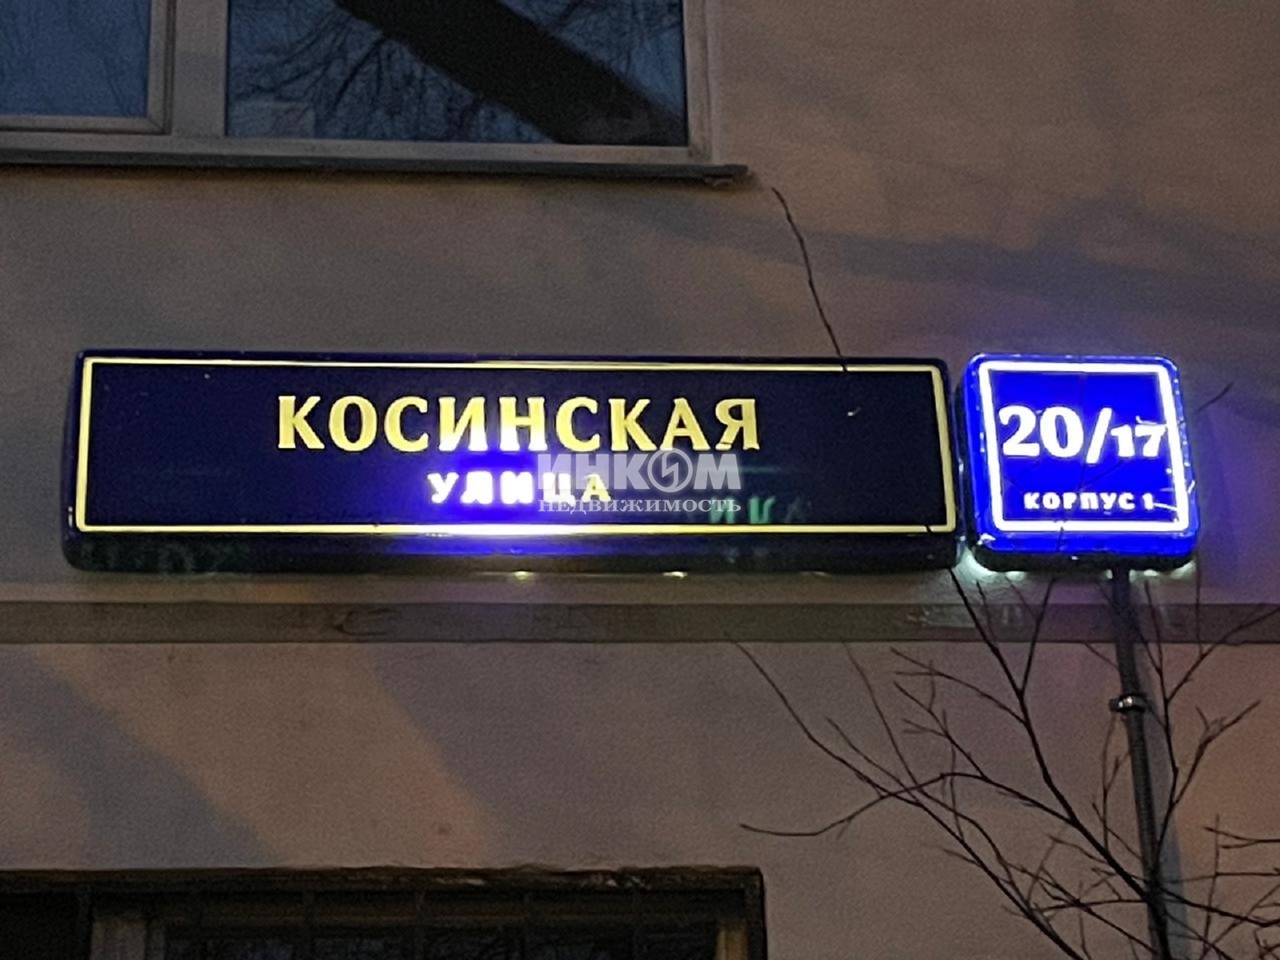 КОСИНСКАЯ
УЛИЦА
20/17
КОРПУС 1
ИНКОМ
НЕДВИЖИМОСТЬ